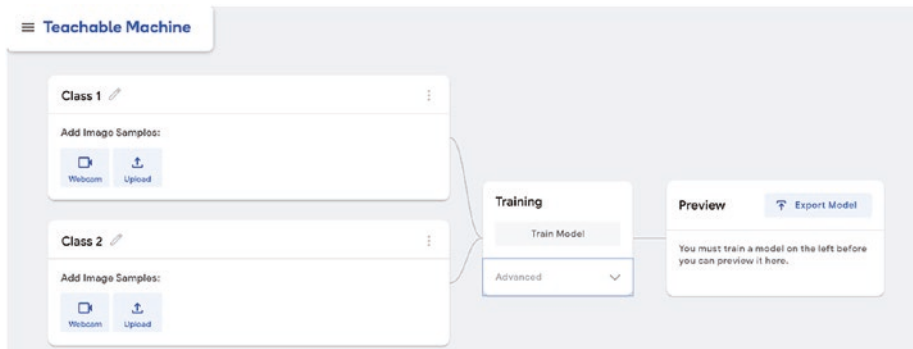 Teachable Machine
Class 1
Add Image Samples:
Webcam
Upload
Class 2
Add Image Samples:
Webcam
Upload
Training
Train Model
Advanced
Preview
Export Model
You must train a model on the left before
you can preview it here.